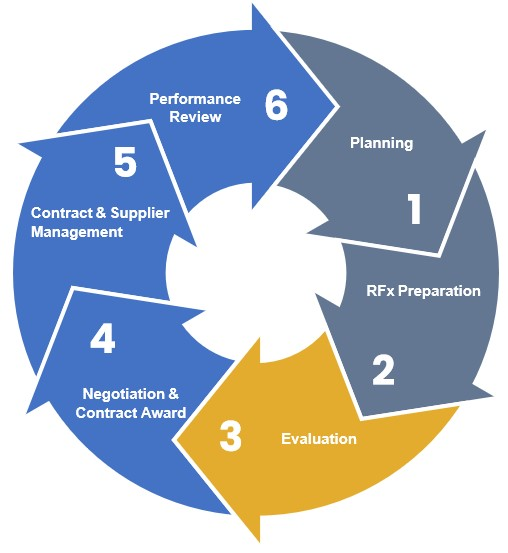 Planning
1
RFx Preparation
2
3
Evaluation
4
Negotiation &
Contract Award
5
Contract & Supplier
Management
Performance
Review
6